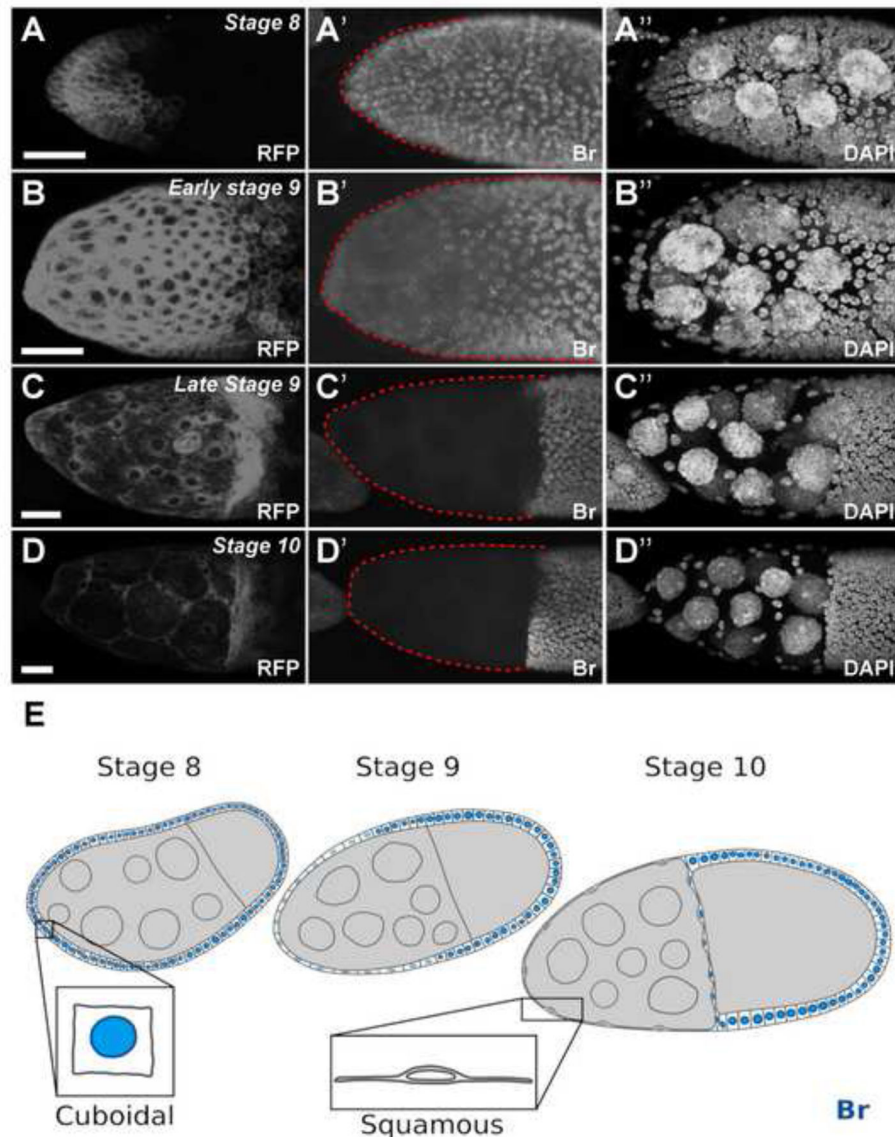 A Stage 8 RFP
A' Br
A'' DAPI
B Early stage 9 RFP
B' Br
B'' DAPI
C Late Stage 9 RFP
C' Br
C'' DAPI
D Stage 10 RFP
D' Br
D'' DAPI
E
Stage 8 Stage 9 Stage 10
Cuboidal
Squamous
Br